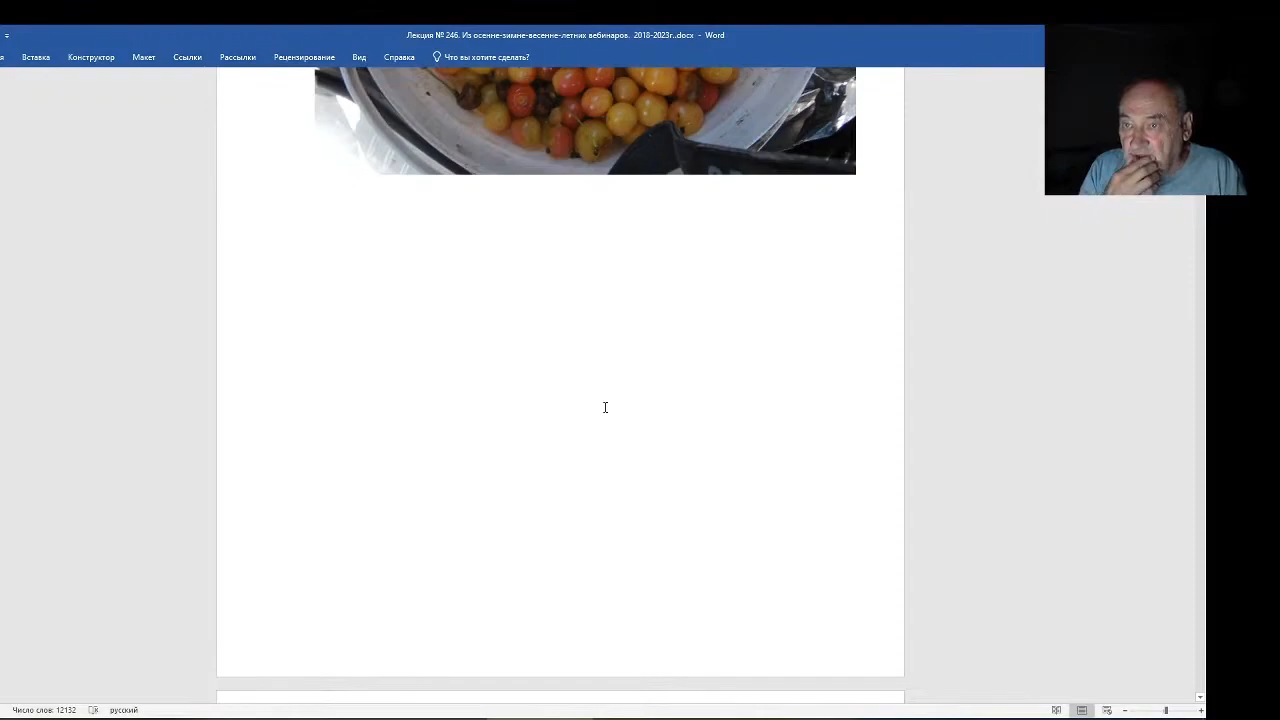 Лекция № 246. Из осенне-зимне-весенне-летних вебинаров. 2018-2023г..docx - Word
я Вставка Конструктор Макет Ссылки Рассылки Рецензирование Вид Справка Что вы хотите сделать?
Число слов: 12132 русский